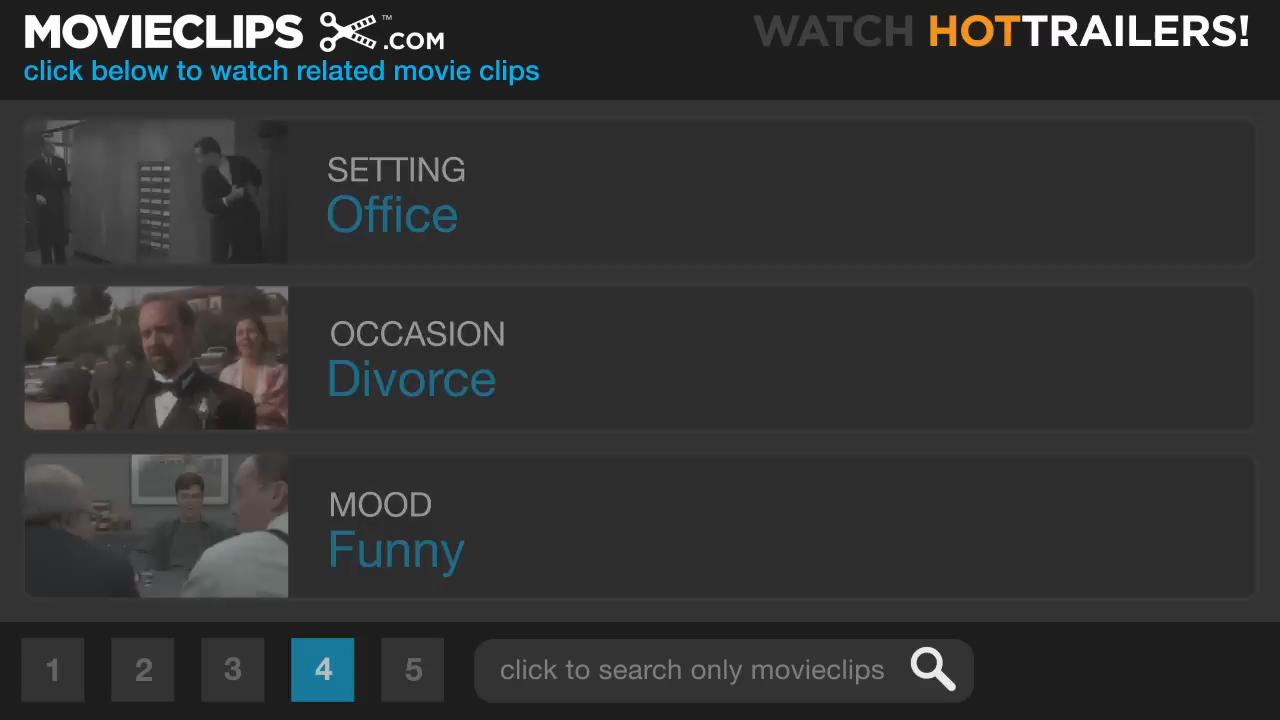 MOVIECLIPS ™ .COM
WATCH HOTTRAILERS!
click below to watch related movie clips
SETTING
Office
OCCASION
Divorce
MOOD
Funny
1 2 3 4 5
click to search only movieclips